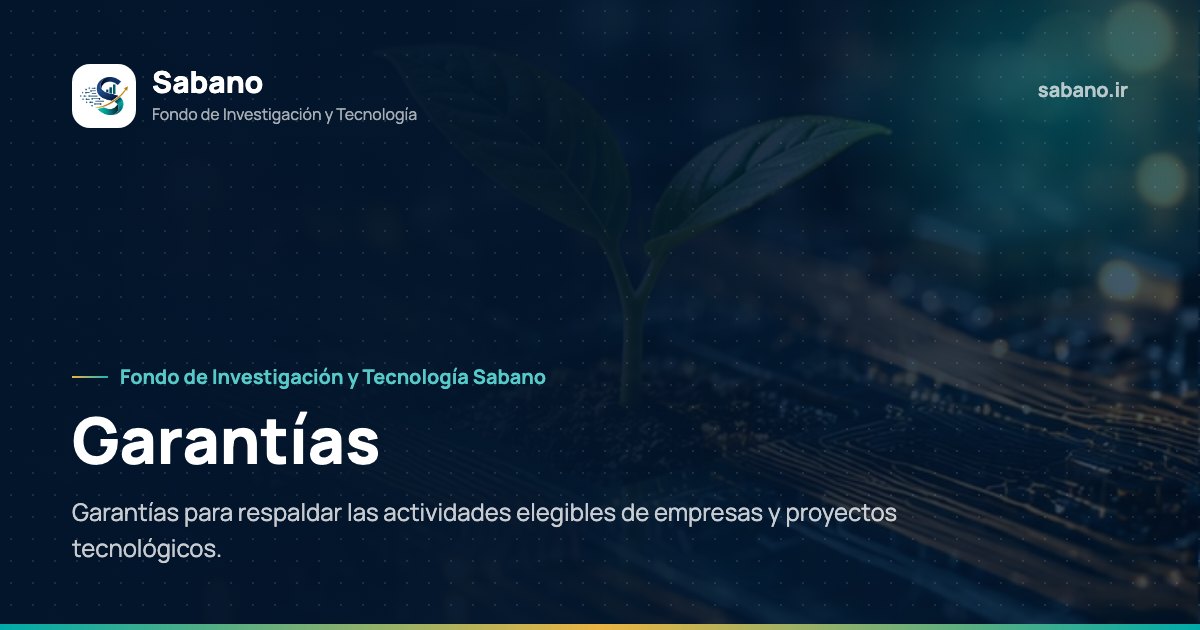 Sabano
Fondo de Investigación y Tecnología
sabano.ir
Fondo de Investigación y Tecnología Sabano
Garantías
Garantías para respaldar las actividades elegibles de empresas y proyectos
tecnológicos.